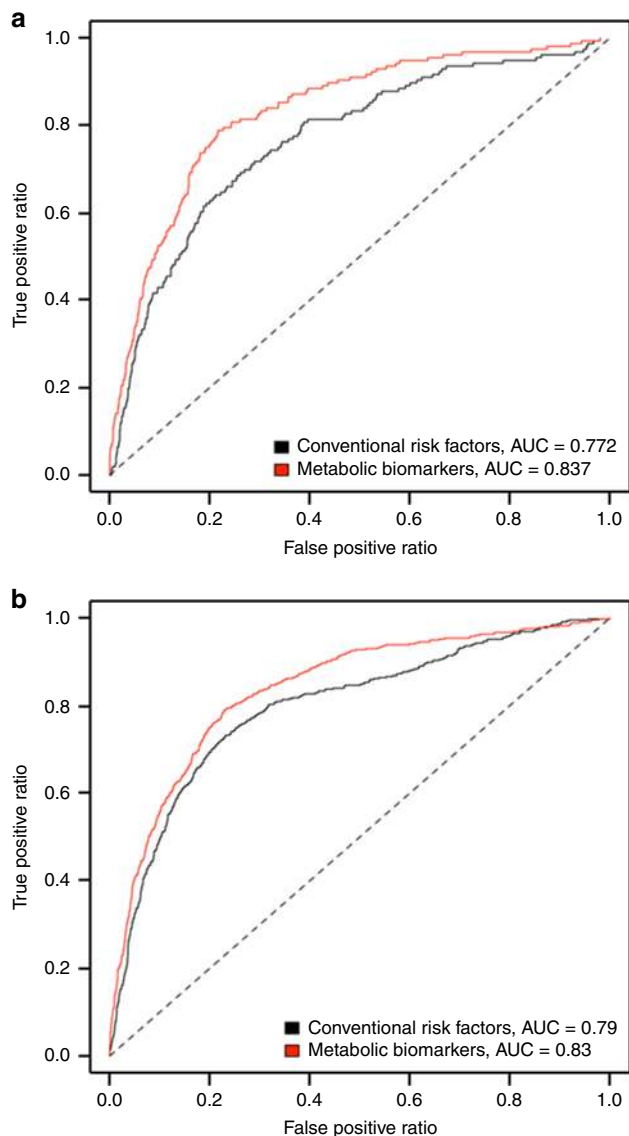 a
1.0
0.8
0.6
0.4
0.2
0.0
True positive ratio
Conventional risk factors, AUC = 0.772
Metabolic biomarkers, AUC = 0.837
0.0 0.2 0.4 0.6 0.8 1.0
False positive ratio
b
1.0
0.8
0.6
0.4
0.2
0.0
True positive ratio
Conventional risk factors, AUC = 0.79
Metabolic biomarkers, AUC = 0.83
0.0 0.2 0.4 0.6 0.8 1.0
False positive ratio